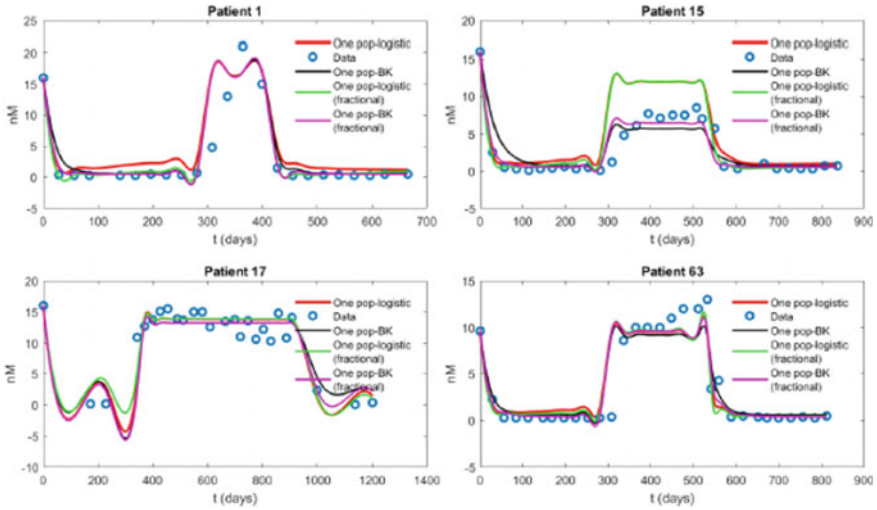 Patient 1
25
20
15
10
5
0
-5
nM
0 100 200 300 400 500 600 700
t (days)
One pop-logistic
Data
One pop-BK
One pop-logistic
(fractional)
One pop-BK
(fractional)
Patient 15
20
15
10
5
0
-5
nM
0 100 200 300 400 500 600 700 800 900
t (days)
One pop-logistic
Data
One pop-BK
One pop-logistic
(fractional)
One pop-BK
(fractional)
Patient 17
20
15
10
5
0
-5
-10
nM
0 200 400 600 800 1000 1200 1400
t (days)
One pop-logistic
Data
One pop-BK
One pop-logistic
(fractional)
One pop-BK
(fractional)
Patient 63
15
10
5
0
-5
nM
0 100 200 300 400 500 600 700 800 900
t (days)
One pop-logistic
Data
One pop-BK
One pop-logistic
(fractional)
One pop-BK
(fractional)